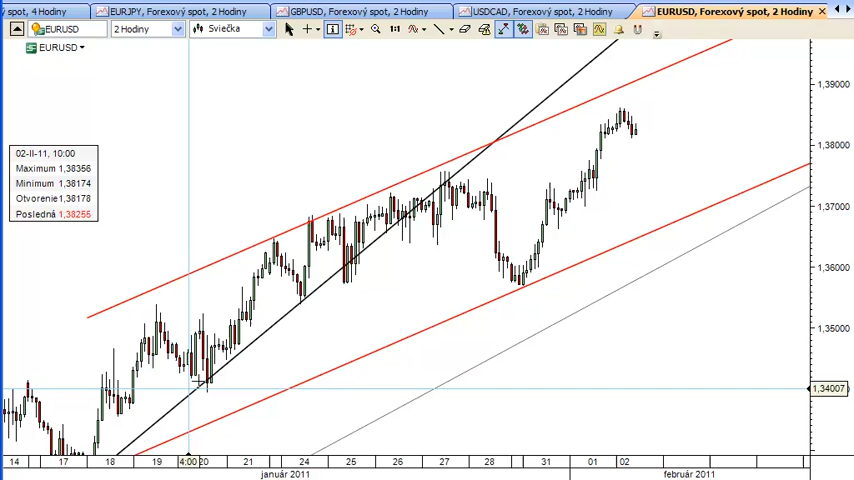 ý spot, 4 Hodiny
EURJPY, Forexový spot, 2 Hodiny
GBPUSD, Forexový spot, 2 Hodiny
USDCAD, Forexový spot, 2 Hodiny
EURUSD, Forexový spot, 2 Hodiny
EURUSD
2 Hodiny
Sviečka
1:1
EURUSD
02-II-11, 10:00
Maximum 1,38356
Minimum 1,38174
Otvorenie 1,38178
Posledná 1,38255
1,39000
1,38000
1,37000
1,36000
1,35000
1,34007
14 17 18 19 4:00 20 21 24 25 26 27 28 31 01 02
január 2011 február 2011